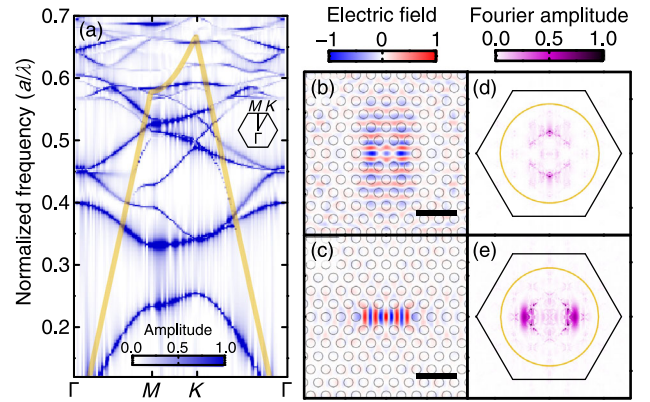 Electric field
Fourier amplitude
−1 0 1
0.0 0.5 1.0
Normalized frequency (a/λ)
0.7
0.6
0.5
0.4
0.3
0.2
(a)
M K
Γ
Amplitude
0.0 0.5 1.0
Γ M K Γ
(b)
(d)
(c)
(e)